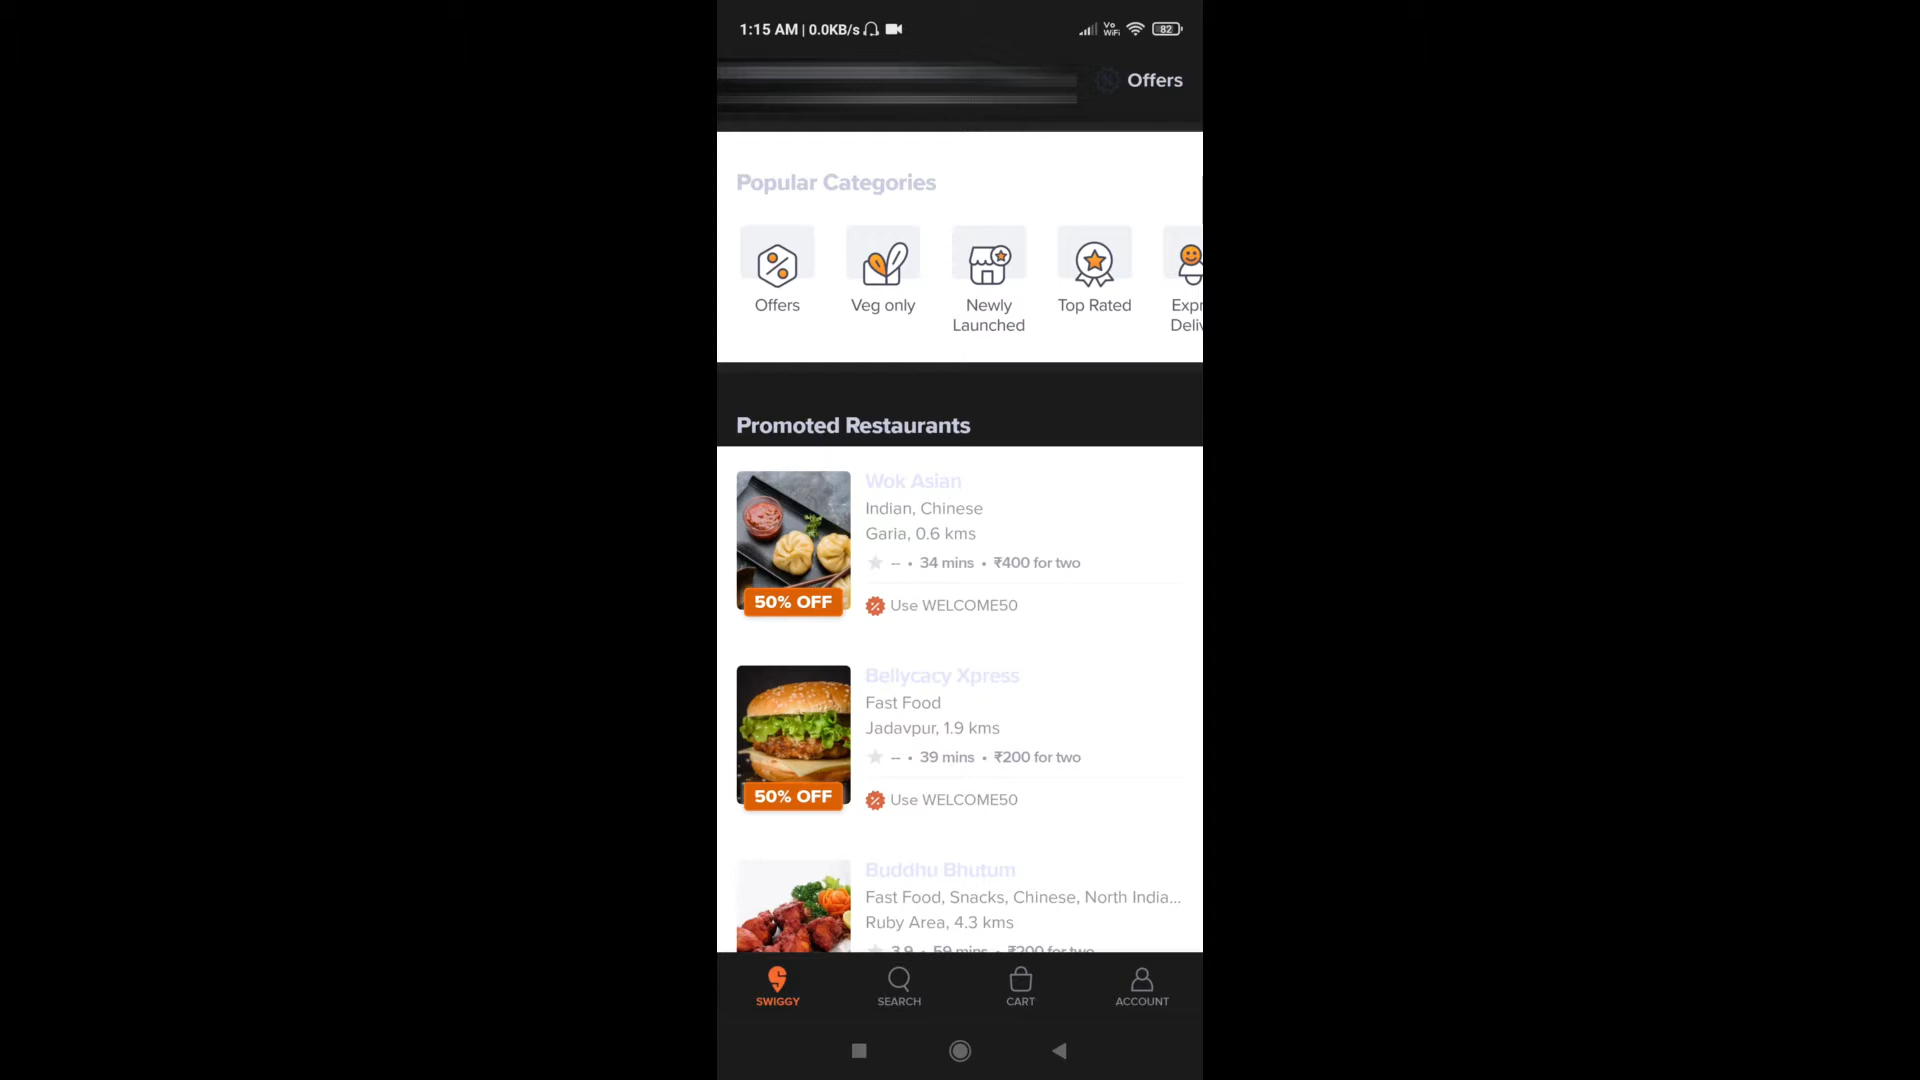 1:15 AM | 0.0KB/s
Vo
WiFi
82
Offers
Popular Categories
Offers
Veg only
Newly
Launched
Top Rated
Expr
Deliv
Promoted Restaurants
Wok Asian
Indian, Chinese
Garia, 0.6 kms
-- • 34 mins • ₹400 for two
50% OFF
Use WELCOME50
Bellycacy Xpress
Fast Food
Jadavpur, 1.9 kms
-- • 39 mins • ₹200 for two
50% OFF
Use WELCOME50
Buddhu Bhutum
Fast Food, Snacks, Chinese, North India...
Ruby Area, 4.3 kms
3.9 • 59 mins • ₹200 for two
SWIGGY
SEARCH
CART
ACCOUNT